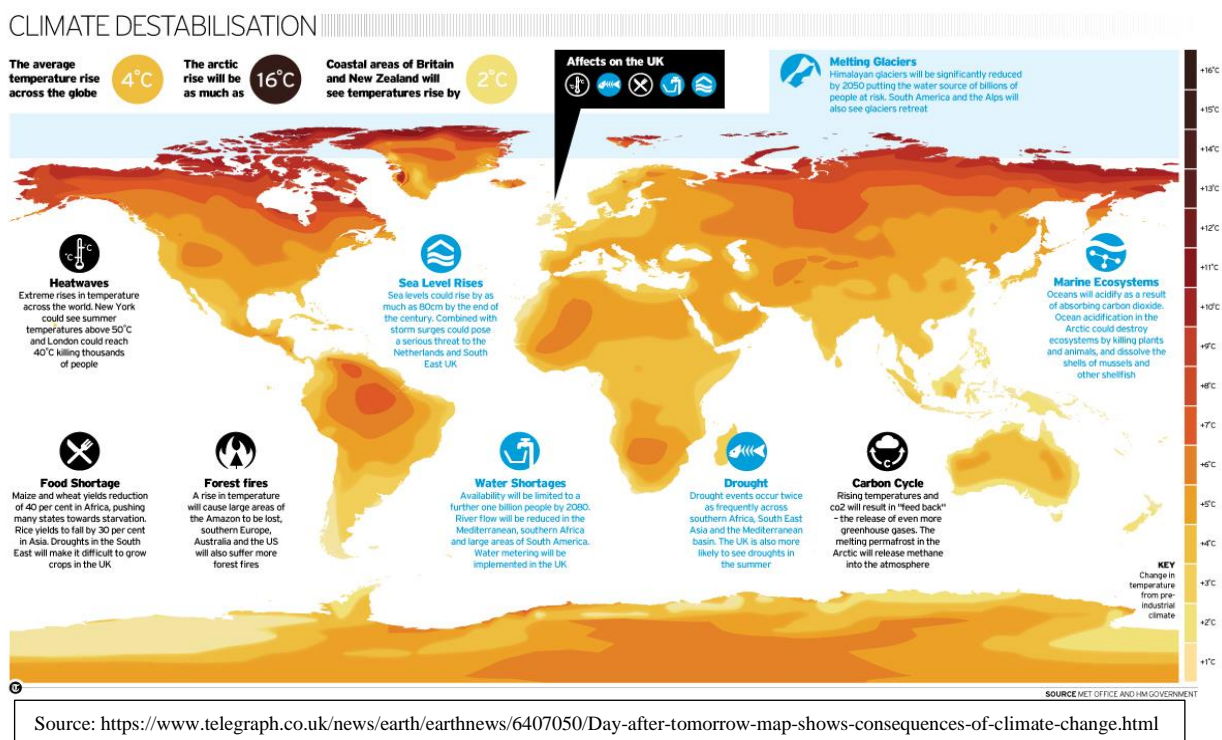 CLIMATE DESTABILISATION
The average
temperature rise
across the globe
4°C
The arctic
rise will be
as much as
16°C
Coastal areas of Britain
and New Zealand will
see temperatures rise by
2°C
Affects on the UK
°C
Melting Glaciers
Himalayan glaciers will be significantly reduced
by 2050 putting the water source of billions of
people at risk. South America and the Alps will
also see glaciers retreat
°C
°C
Heatwaves
Extreme rises in temperature
across the world. New York
could see summer
temperatures above 50°C
and London could reach
40°C killing thousands
of people
Sea Level Rises
Sea levels could rise by as
much as 80cm by the end of
the century. Combined with
storm surges could pose
a serious threat to the
Netherlands and South
East UK
Marine Ecosystems
Oceans will acidify as a result
of absorbing carbon dioxide.
Ocean acidification in the
Arctic could destroy
ecosystems by killing plants
and animals, and dissolve the
shells of mussels and
other shellfish
Food Shortage
Maize and wheat yields reduction
of 40 per cent in Africa, pushing
many states towards starvation.
Rice yields to fall by 30 per cent
in Asia. Droughts in the South
East will make it difficult to grow
crops in the UK
Forest fires
A rise in temperature
will cause large areas of
the Amazon to be lost,
southern Europe,
Australia and the US
will also suffer more
forest fires
Water Shortages
Availability will be limited to a
further one billion people by 2080.
River flow will be reduced in the
Mediterranean, southern Africa
and large areas of South America.
Water metering will be
implemented in the UK
Drought
Drought events occur twice
as frequently across
southern Africa, South East
Asia and the Mediterranean
basin. The UK is also more
likely to see droughts in
the summer
C
Carbon Cycle
Rising temperatures and
co2 will result in "feed back"
– the release of even more
greenhouse gases. The
melting permafrost in the
Arctic will release methane
into the atmosphere
KEY
Change in
temperature
from pre-
industrial
climate
+16°C
+15°C
+14°C
+13°C
+12°C
+11°C
+10°C
+9°C
+8°C
+7°C
+6°C
+5°C
+4°C
+3°C
+2°C
+1°C
SOURCE MET OFFICE AND HM GOVERNMENT
Source: https://www.telegraph.co.uk/news/earth/earthnews/6407050/Day-after-tomorrow-map-shows-consequences-of-climate-change.html